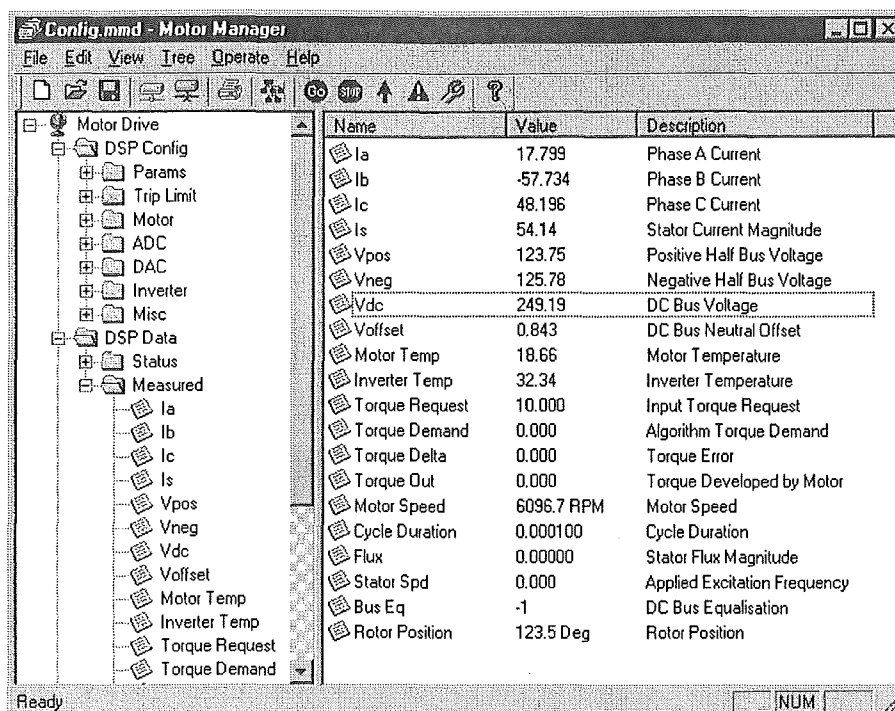 Config.mmd - Motor Manager
File Edit View Tree Operate Help
Go STOP ?
Motor Drive
DSP Config
Params
Trip Limit
Motor
ADC
DAC
Inverter
Misc
DSP Data
Status
Measured
Ia
Ib
Ic
Is
Vpos
Vneg
Vdc
Voffset
Motor Temp
Inverter Temp
Torque Request
Torque Demand
Name Value Description
Ia 17.799 Phase A Current
Ib -57.734 Phase B Current
Ic 48.196 Phase C Current
Is 54.14 Stator Current Magnitude
Vpos 123.75 Positive Half Bus Voltage
Vneg 125.78 Negative Half Bus Voltage
Vdc 249.19 DC Bus Voltage
Voffset 0.843 DC Bus Neutral Offset
Motor Temp 18.66 Motor Temperature
Inverter Temp 32.34 Inverter Temperature
Torque Request 10.000 Input Torque Request
Torque Demand 0.000 Algorithm Torque Demand
Torque Delta 0.000 Torque Error
Torque Out 0.000 Torque Developed by Motor
Motor Speed 6096.7 RPM Motor Speed
Cycle Duration 0.000100 Cycle Duration
Flux 0.00000 Stator Flux Magnitude
Stator Spd 0.000 Applied Excitation Frequency
Bus Eq -1 DC Bus Equalisation
Rotor Position 123.5 Deg Rotor Position
Ready NUM